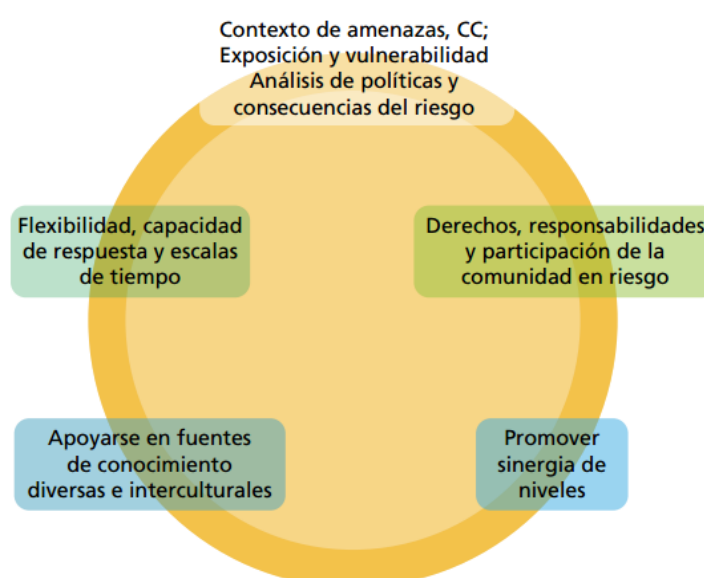 Contexto de amenazas, CC;
Exposición y vulnerabilidad
Análisis de políticas y
consecuencias del riesgo
Flexibilidad, capacidad
de respuesta y escalas
de tiempo
Derechos, responsabilidades
y participación de la
comunidad en riesgo
Apoyarse en fuentes
de conocimiento
diversas e interculturales
Promover
sinergia de
niveles